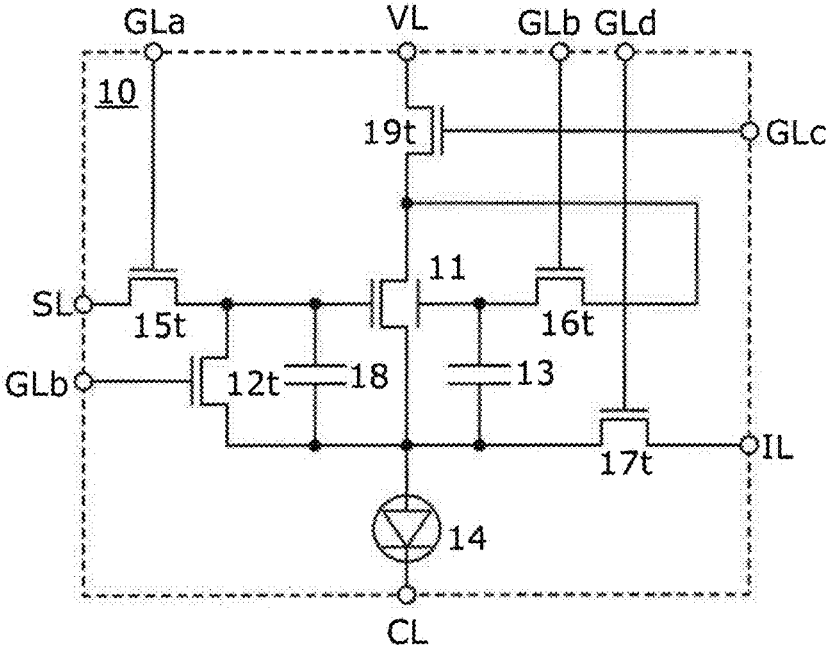 GLa VL GLb GLd
10
19t GLc
11
SL 15t 16t
GLb 12t 18 13
17t IL
14
CL